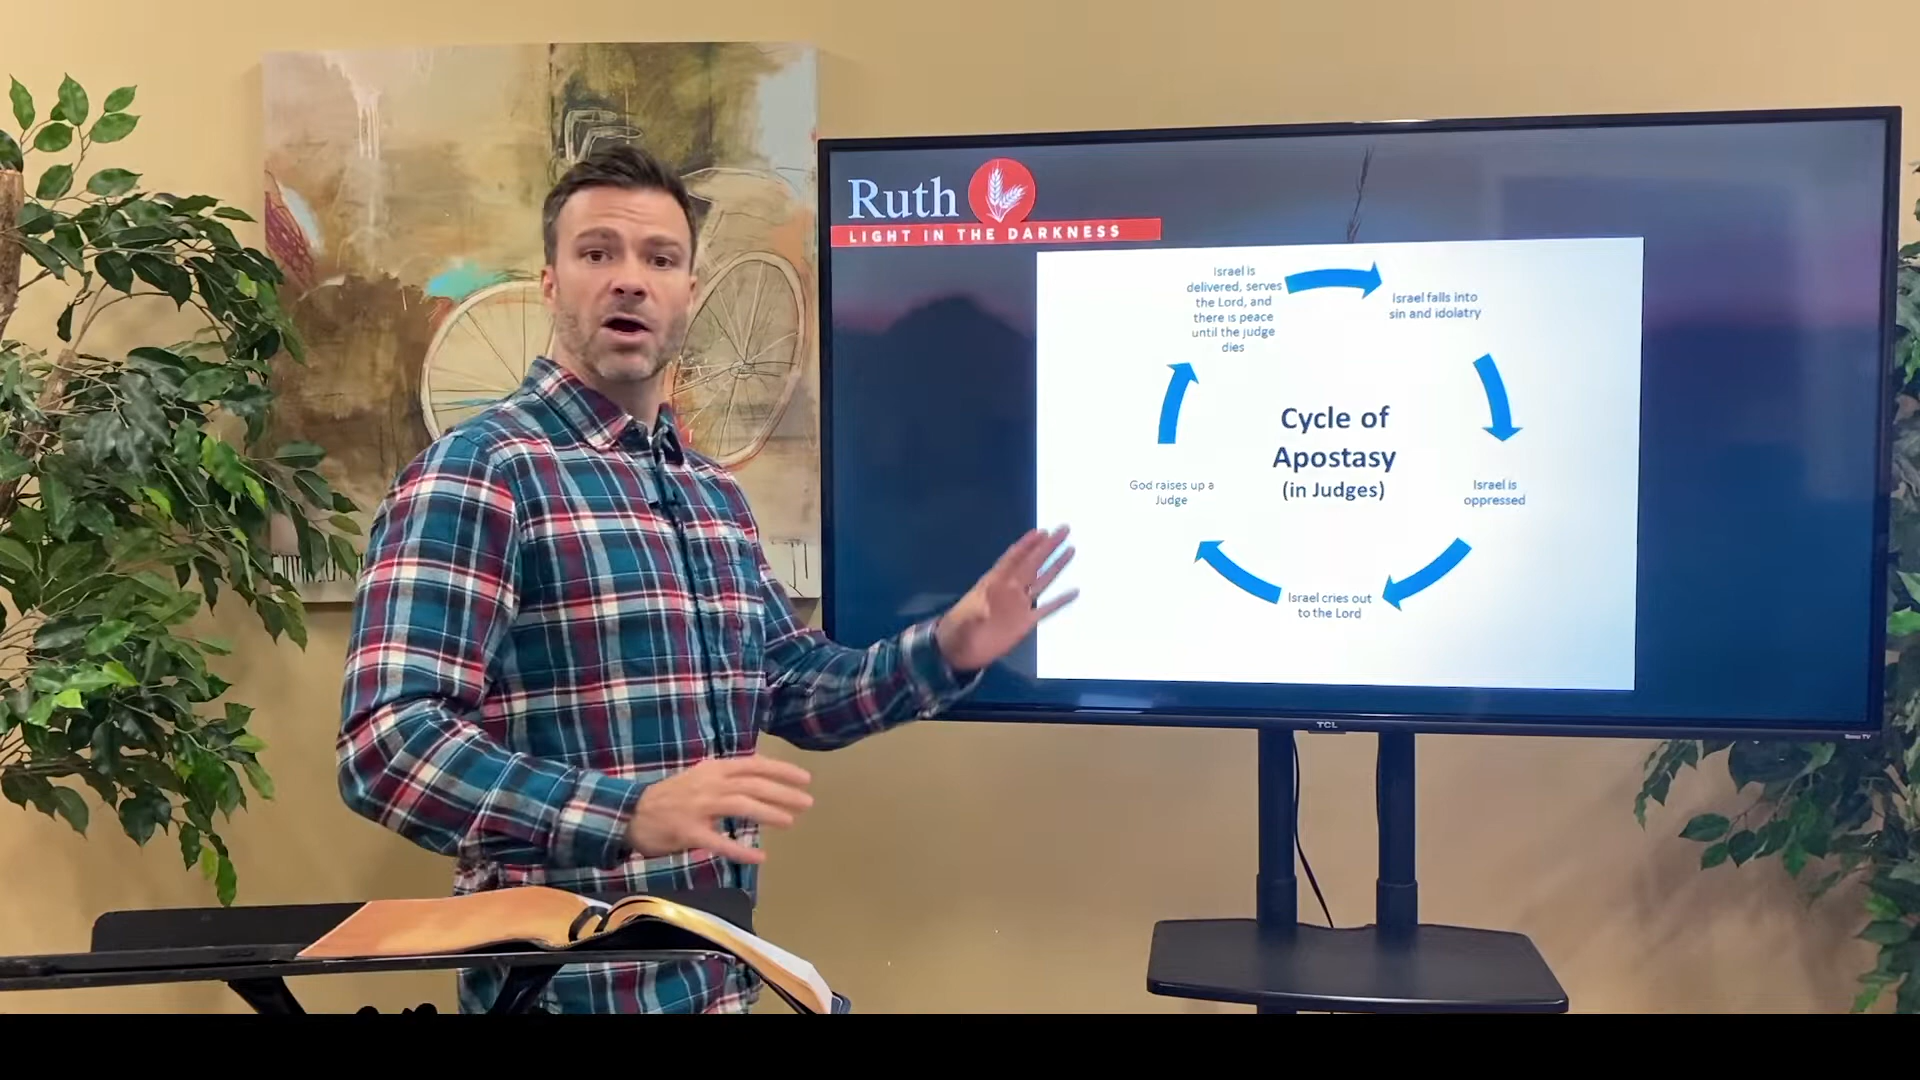 Ruth
LIGHT IN THE DARKNESS
Israel is
delivered, serves
the Lord, and
there is peace
until the judge
dies
Israel falls into
sin and idolatry
Cycle of
Apostasy
(in Judges)
God raises up a
Judge
Israel is
oppressed
Israel cries out
to the Lord
TCL
Roku TV